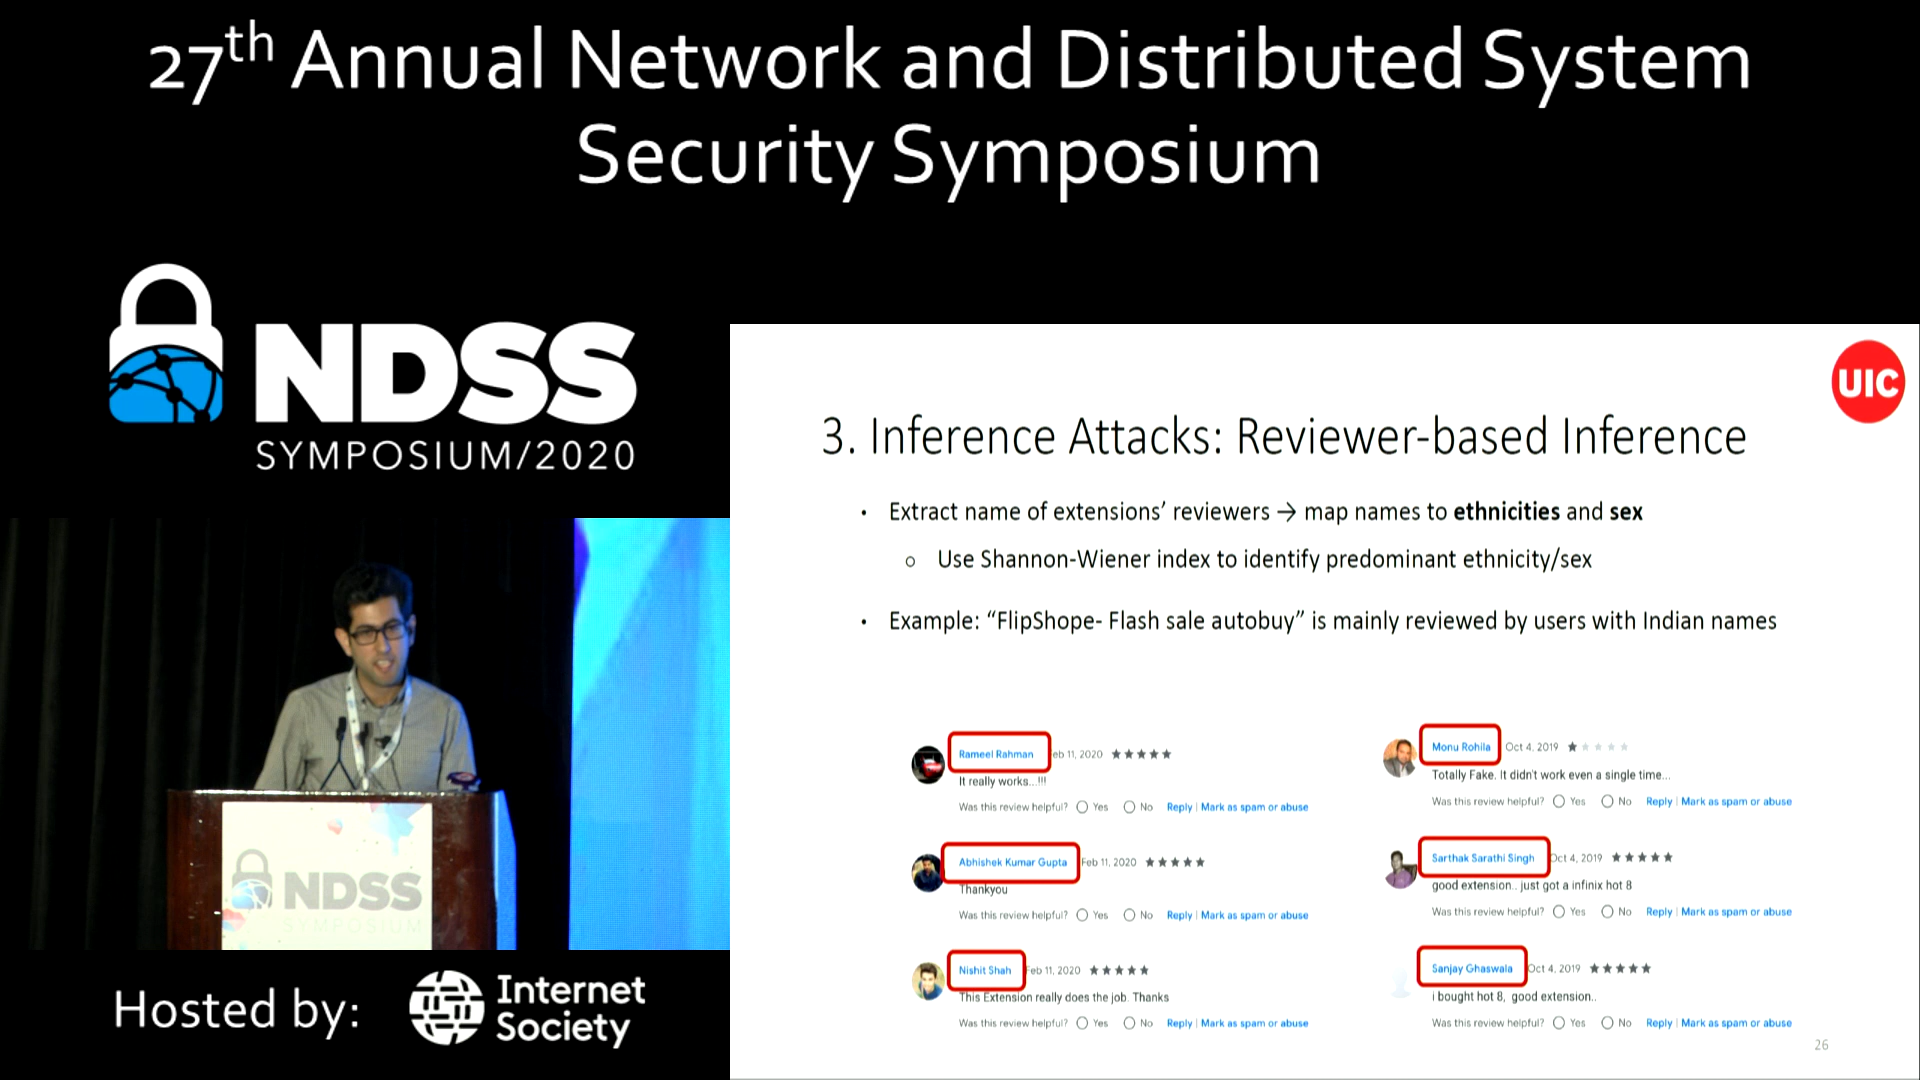 27th Annual Network and Distributed System
Security Symposium
NDSS
SYMPOSIUM/2020
UIC
3. Inference Attacks: Reviewer-based Inference
• Extract name of extensions’ reviewers → map names to ethnicities and sex
o Use Shannon-Wiener index to identify predominant ethnicity/sex
• Example: “FlipShope- Flash sale autobuy” is mainly reviewed by users with Indian names
Rameel Rahman eb 11, 2020 ★★★★★
It really works...!!!
Was this review helpful? Yes No Reply | Mark as spam or abuse
Abhishek Kumar Gupta Feb 11, 2020 ★★★★★
Thankyou
Was this review helpful? Yes No Reply | Mark as spam or abuse
Nishit Shah eb 11, 2020 ★★★★★
This Extension really does the job. Thanks
Was this review helpful? Yes No Reply | Mark as spam or abuse
Monu Rohila Oct 4, 2019 ★★★★★
Totally Fake. It didn't work even a single time...
Was this review helpful? Yes No Reply | Mark as spam or abuse
Sarthak Sarathi Singh Oct 4, 2019 ★★★★★
good extension.. just got a infinix hot 8
Was this review helpful? Yes No Reply | Mark as spam or abuse
Sanjay Ghaswala Oct 4, 2019 ★★★★★
i bought hot 8, good extension..
Was this review helpful? Yes No Reply | Mark as spam or abuse
26
NDSS
SYMPOSIUM
Hosted by:
Internet
Society